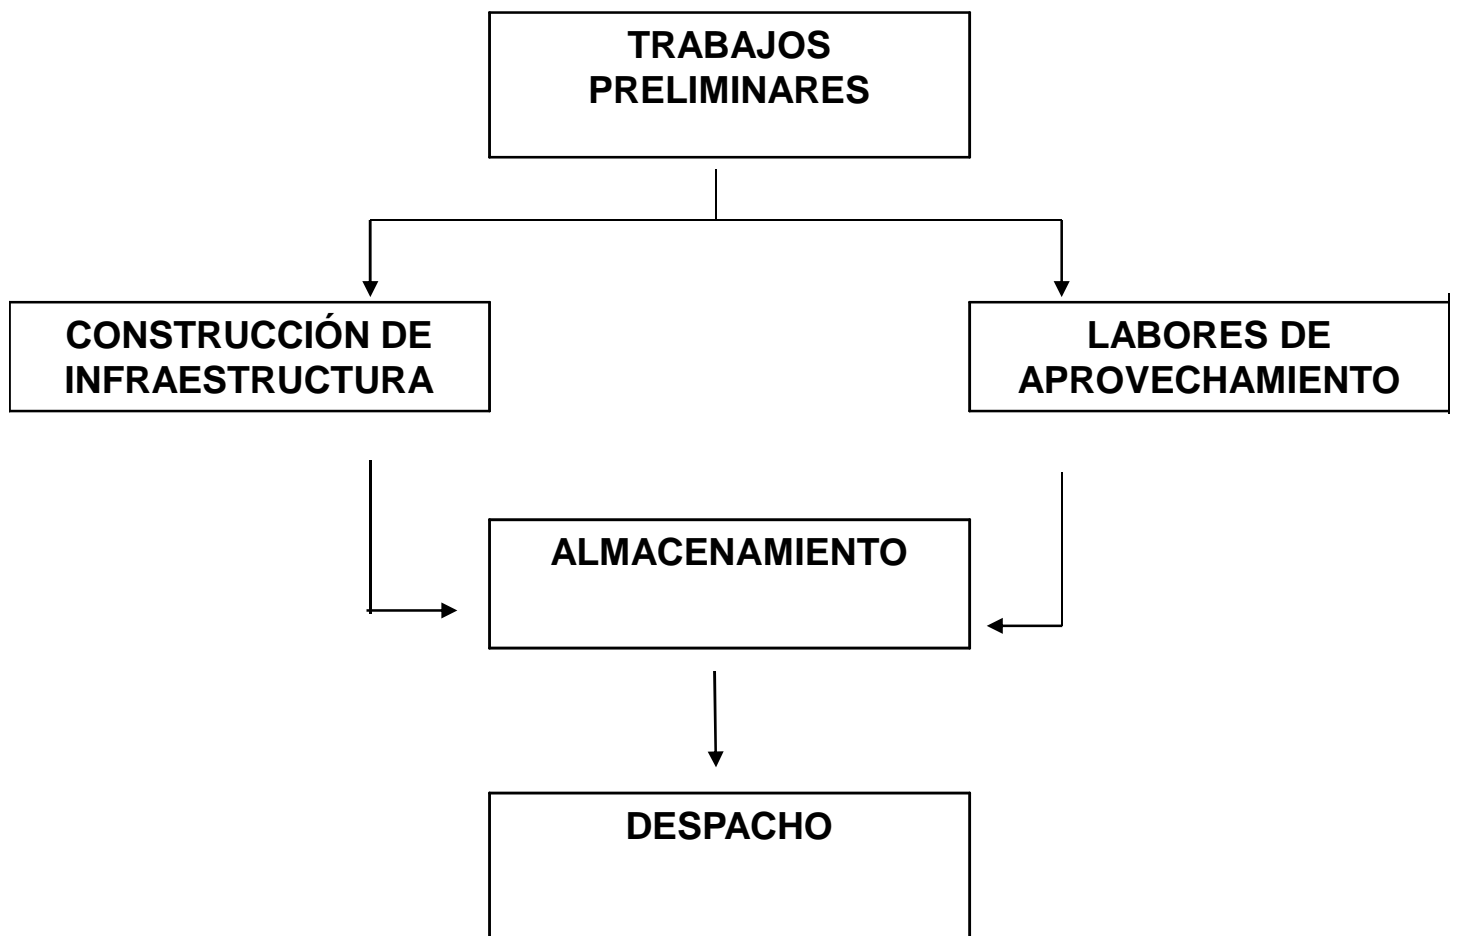 TRABAJOS
PRELIMINARES
CONSTRUCCIÓN DE
INFRAESTRUCTURA
LABORES DE
APROVECHAMIENTO
ALMACENAMIENTO
DESPACHO